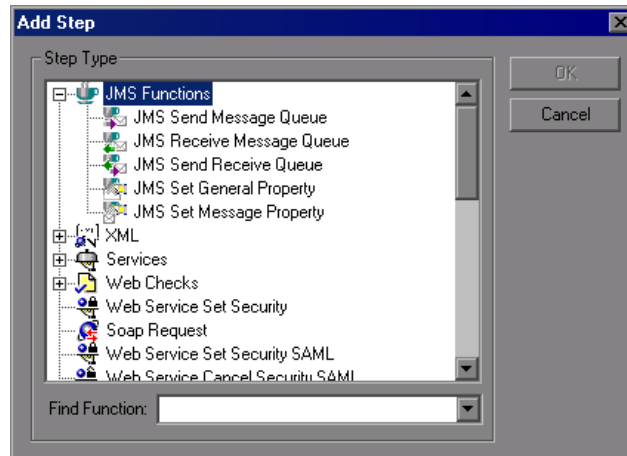 Add Step
Step Type
OK
Cancel
JMS Functions
JMS Send Message Queue
JMS Receive Message Queue
JMS Send Receive Queue
JMS Set General Property
JMS Set Message Property
XML
Services
Web Checks
Web Service Set Security
Soap Request
Web Service Set Security SAML
Web Service Cancel Security SAML
Find Function: